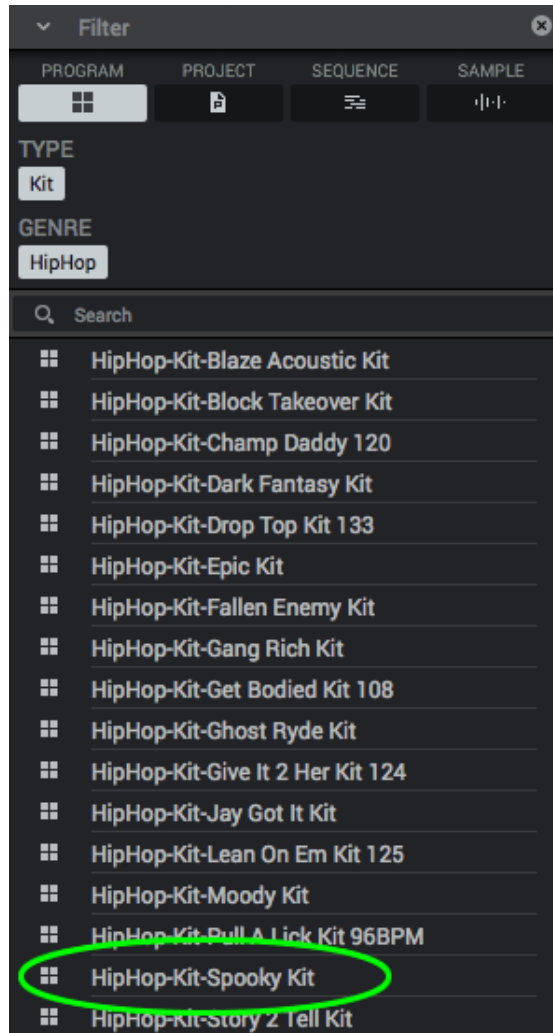 Filter
PROGRAM PROJECT SEQUENCE SAMPLE
TYPE
Kit
GENRE
HipHop
Search
HipHop-Kit-Blaze Acoustic Kit
HipHop-Kit-Block Takeover Kit
HipHop-Kit-Champ Daddy 120
HipHop-Kit-Dark Fantasy Kit
HipHop-Kit-Drop Top Kit 133
HipHop-Kit-Epic Kit
HipHop-Kit-Fallen Enemy Kit
HipHop-Kit-Gang Rich Kit
HipHop-Kit-Get Bodied Kit 108
HipHop-Kit-Ghost Ryde Kit
HipHop-Kit-Give It 2 Her Kit 124
HipHop-Kit-Jay Got It Kit
HipHop-Kit-Lean On Em Kit 125
HipHop-Kit-Moody Kit
HipHop-Kit-Pull A Lick Kit 96BPM
HipHop-Kit-Spooky Kit
HipHop-Kit-Story 2 Tell Kit